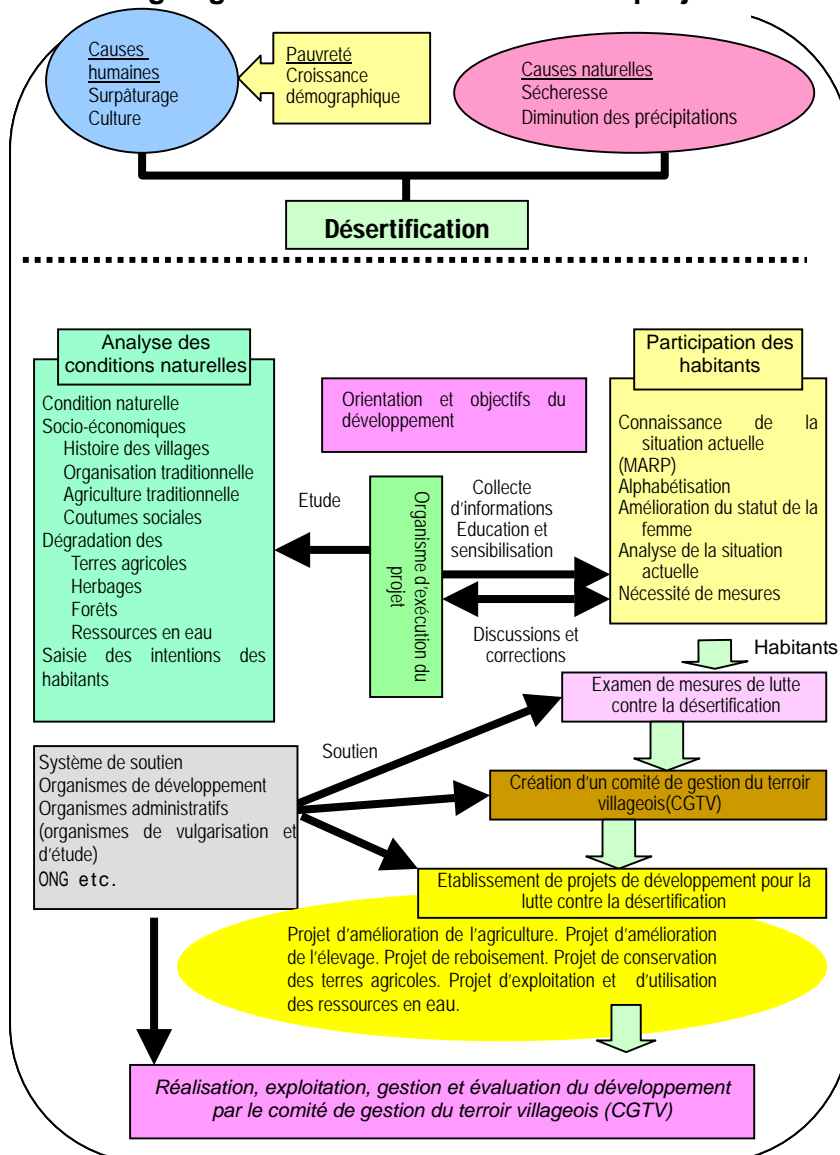 Causes
humaines
Surpâturage
Culture
Pauvreté
Croissance
démographique
Causes naturelles
Sécheresse
Diminution des précipitations
Désertification
Analyse des
conditions naturelles
Condition naturelle
Socio-économiques
Histoire des villages
Organisation traditionnelle
Agriculture traditionnelle
Coutumes sociales
Dégradation des
Terres agricoles
Herbages
Forêts
Ressources en eau
Saisie des intentions des
habitants
Orientation et objectifs du
développement
Etude
Organisme d'exécution du
projet
Collecte
d'informations
Education et
sensibilisation
Discussions et
corrections
Participation des
habitants
Connaissance de la
situation actuelle
(MARP)
Alphabétisation
Amélioration du statut de la
femme
Analyse de la situation
actuelle
Nécessité de mesures
Habitants
Examen de mesures de lutte
contre la désertification
Système de soutien
Organismes de développement
Organismes administratifs
(organismes de vulgarisation et
d'étude)
ONG etc.
Soutien
Création d'un comité de gestion du terroir
villageois(CGTV)
Etablissement de projets de développement pour la
lutte contre la désertification
Projet d'amélioration de l'agriculture. Projet d'amélioration
de l'élevage. Projet de reboisement. Projet de conservation
des terres agricoles. Projet d'exploitation et d'utilisation
des ressources en eau.
Réalisation, exploitation, gestion et évaluation du développement
par le comité de gestion du terroir villageois (CGTV)